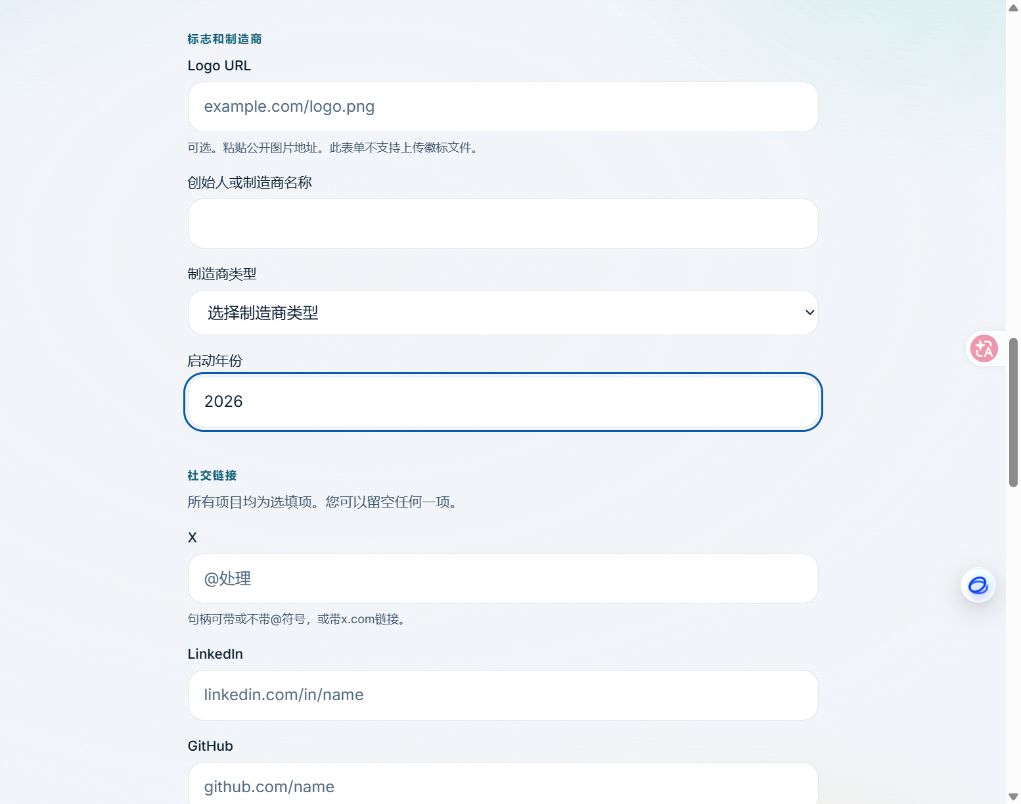 标志和制造商
Logo URL
example.com/logo.png
可选。粘贴公开图片地址。此表单不支持上传徽标文件。
创始人或制造商名称
制造商类型
选择制造商类型
启动年份
2026
社交链接
所有项目均为选填项。您可以留空任何一项。
X
@处理
句柄可带或不带@符号，或带x.com链接。
LinkedIn
linkedin.com/in/name
GitHub
github.com/name